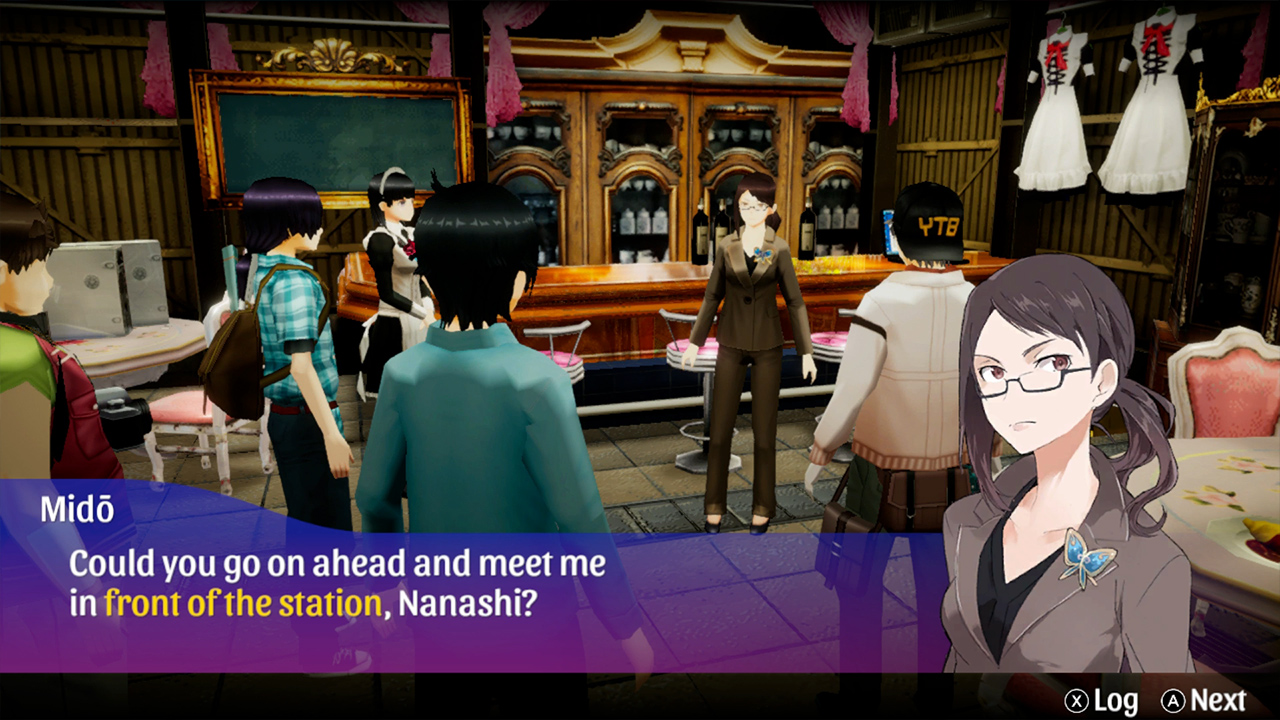 YTB
Midō
Could you go on ahead and meet me
in front of the station, Nanashi?
X Log A Next